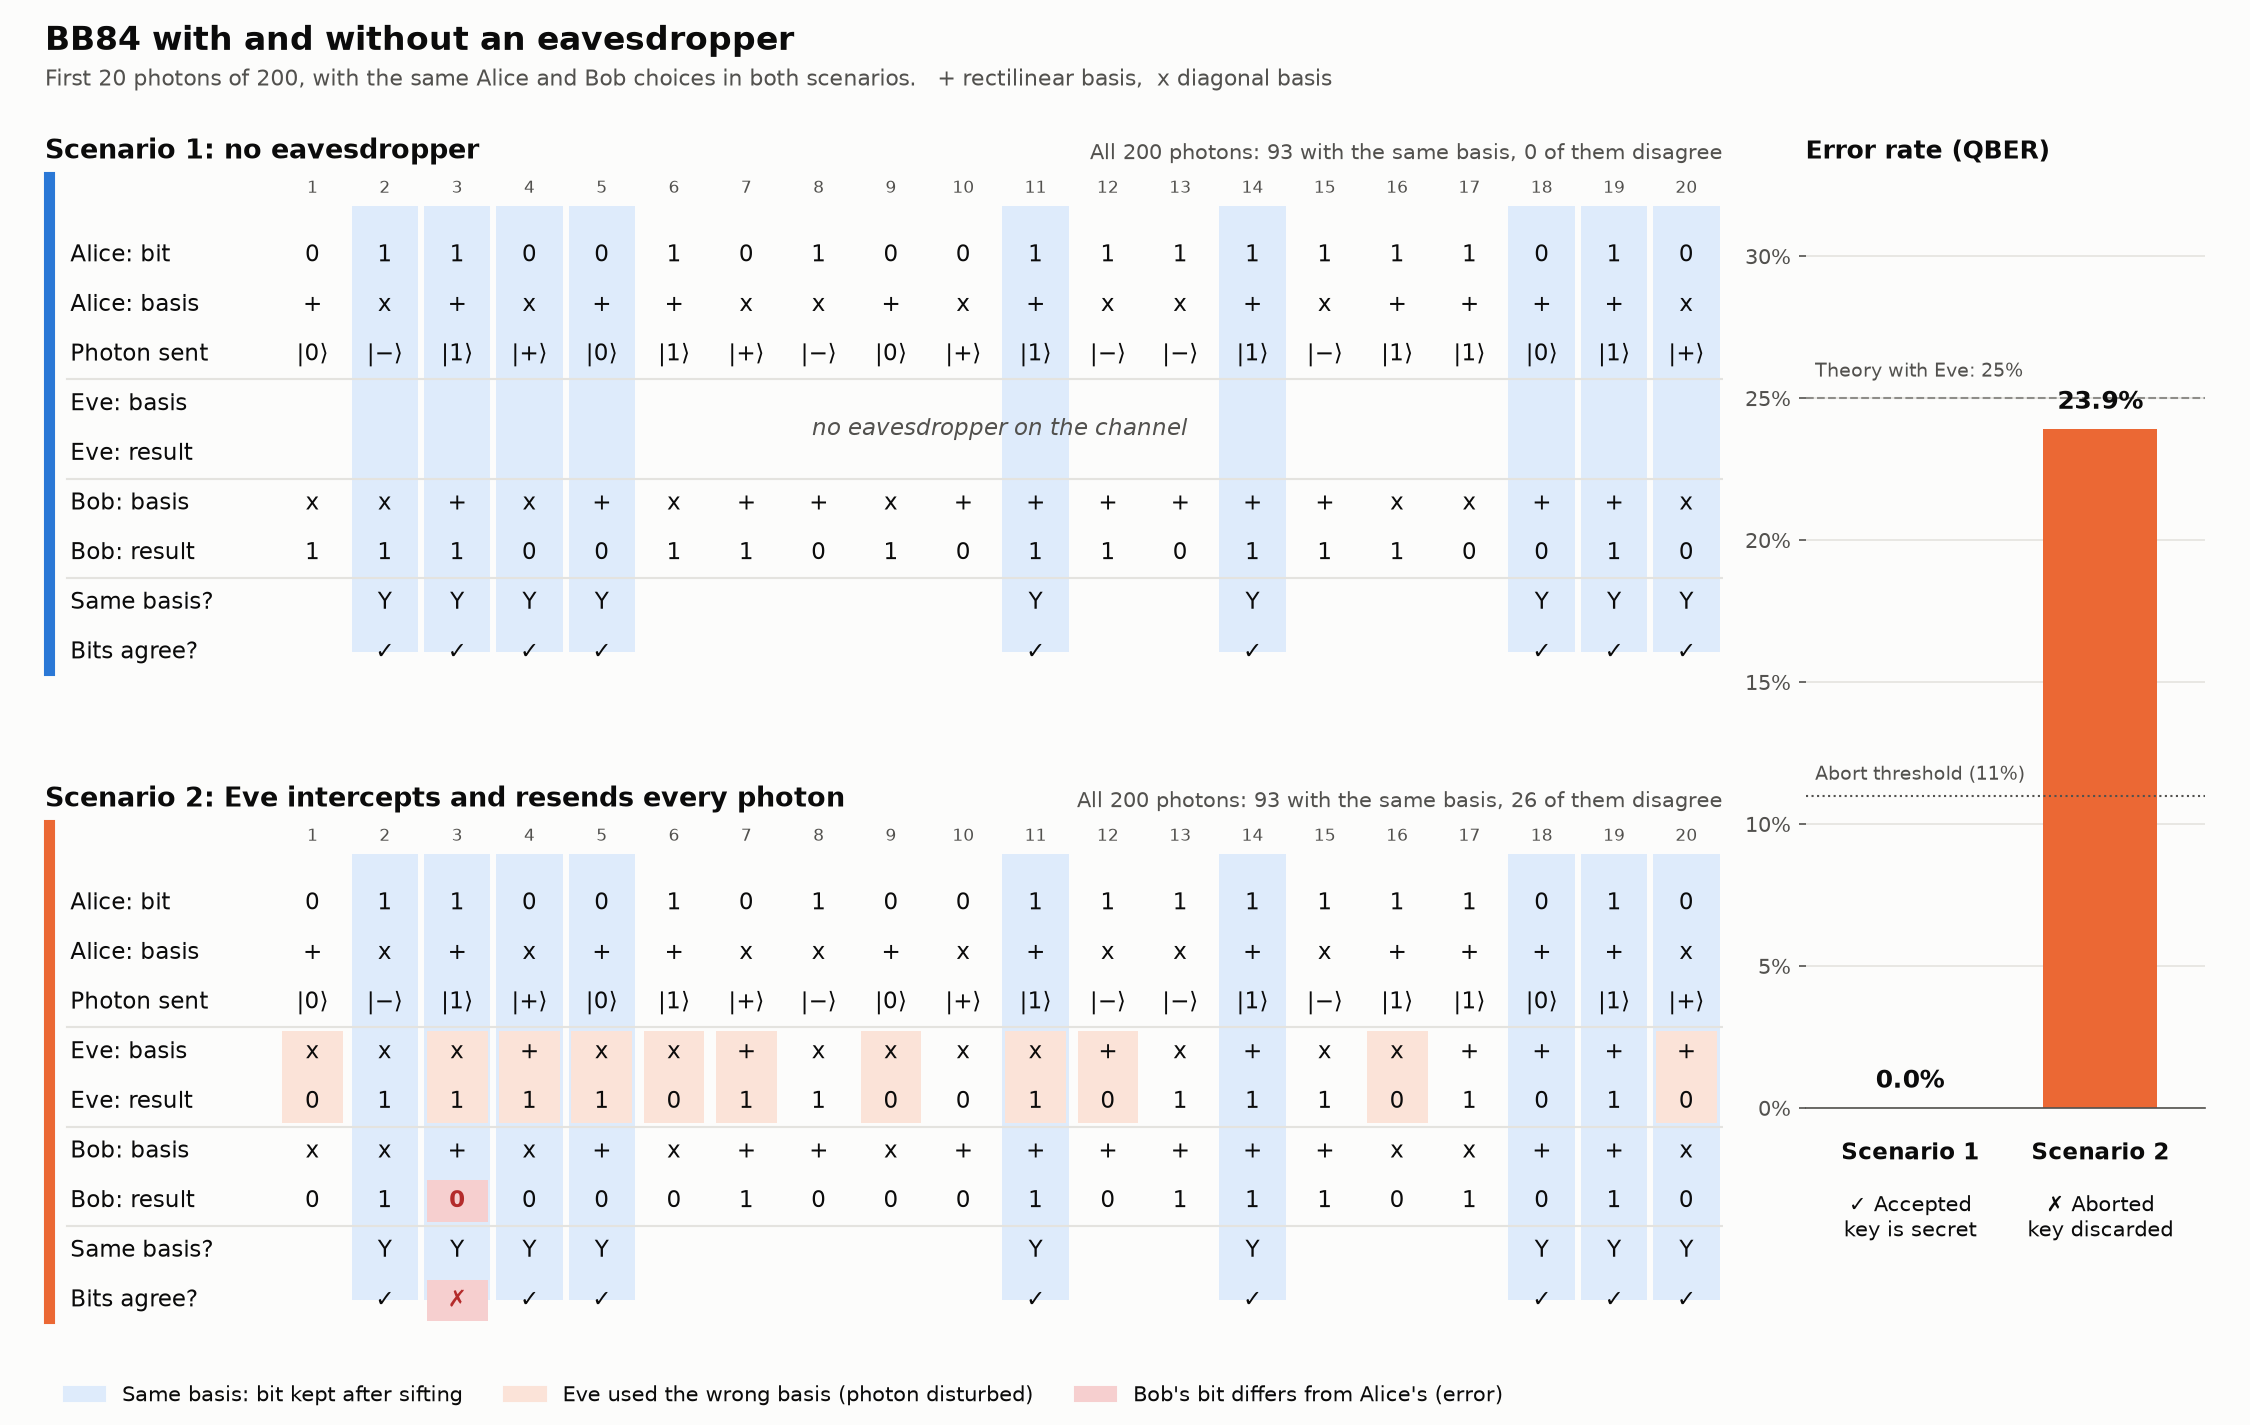 BB84 with and without an eavesdropper
First 20 photons of 200, with the same Alice and Bob choices in both scenarios.   + rectilinear basis,  x diagonal basis
Scenario 1: no eavesdropper
All 200 photons: 93 with the same basis, 0 of them disagree
1 2 3 4 5 6 7 8 9 10 11 12 13 14 15 16 17 18 19 20
Alice: bit 0 1 1 0 0 1 0 1 0 0 1 1 1 1 1 1 1 0 1 0
Alice: basis + x + x + + x x + x + x x + x + + + + x
Photon sent |0⟩ |−⟩ |1⟩ |+⟩ |0⟩ |1⟩ |+⟩ |−⟩ |0⟩ |+⟩ |1⟩ |−⟩ |−⟩ |1⟩ |−⟩ |1⟩ |1⟩ |0⟩ |1⟩ |+⟩
Eve: basis
no eavesdropper on the channel
Eve: result
Bob: basis x x + x + x + + x + + + + + + x x + + x
Bob: result 1 1 1 0 0 1 1 0 1 0 1 1 0 1 1 1 0 0 1 0
Same basis? Y Y Y Y Y Y Y Y Y
Bits agree? ✓ ✓ ✓ ✓ ✓ ✓ ✓ ✓ ✓
Scenario 2: Eve intercepts and resends every photon
All 200 photons: 93 with the same basis, 26 of them disagree
1 2 3 4 5 6 7 8 9 10 11 12 13 14 15 16 17 18 19 20
Alice: bit 0 1 1 0 0 1 0 1 0 0 1 1 1 1 1 1 1 0 1 0
Alice: basis + x + x + + x x + x + x x + x + + + + x
Photon sent |0⟩ |−⟩ |1⟩ |+⟩ |0⟩ |1⟩ |+⟩ |−⟩ |0⟩ |+⟩ |1⟩ |−⟩ |−⟩ |1⟩ |−⟩ |1⟩ |1⟩ |0⟩ |1⟩ |+⟩
Eve: basis x x x + x x + x x x x + x + x x + + + +
Eve: result 0 1 1 1 1 0 1 1 0 0 1 0 1 1 1 0 1 0 1 0
Bob: basis x x + x + x + + x + + + + + + x x + + x
Bob: result 0 1 0 0 0 0 1 0 0 0 1 0 1 1 1 0 1 0 1 0
Same basis? Y Y Y Y Y Y Y Y Y
Bits agree? ✓ ✗ ✓ ✓ ✓ ✓ ✓ ✓ ✓
Error rate (QBER)
30%
Theory with Eve: 25%
25%
23.9%
20%
15%
Abort threshold (11%)
10%
5%
0.0%
0%
Scenario 1 Scenario 2
✓ Accepted
key is secret
✗ Aborted
key discarded
Same basis: bit kept after sifting
Eve used the wrong basis (photon disturbed)
Bob's bit differs from Alice's (error)